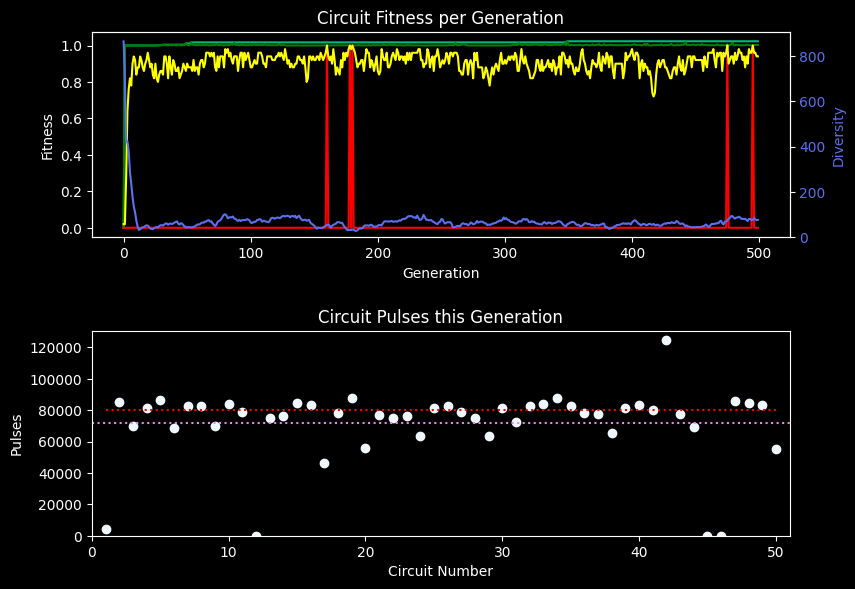 Circuit Fitness per Generation
1.0
0.8
0.6
0.4
0.2
0.0
Fitness
800
600
400
200
0
Diversity
0 100 200 300 400 500
Generation
Circuit Pulses this Generation
120000
100000
80000
60000
40000
20000
0
Pulses
0 10 20 30 40 50
Circuit Number